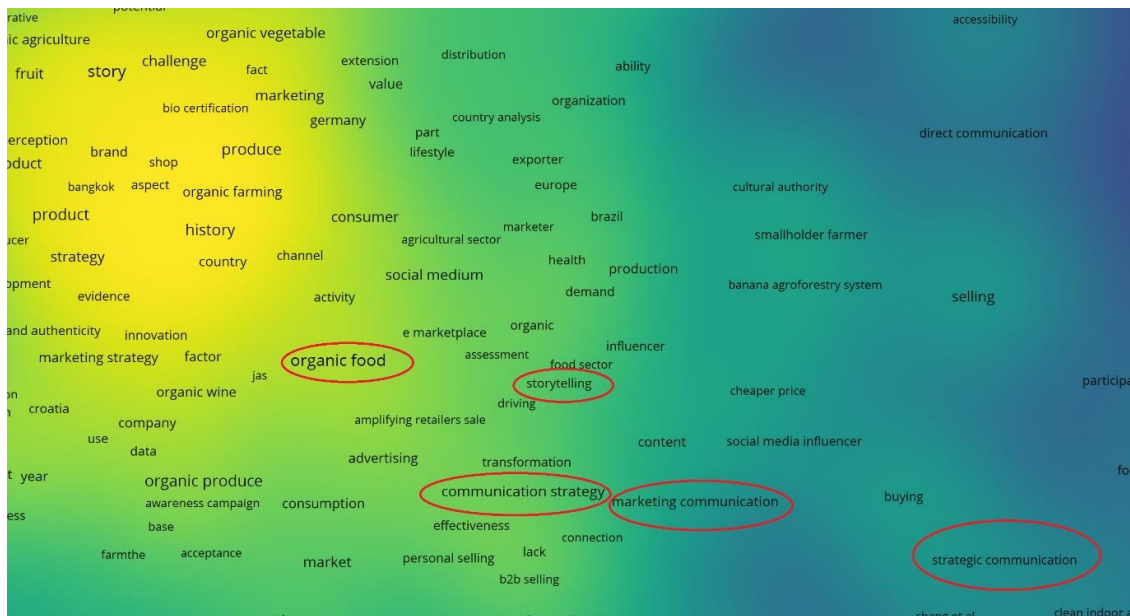 rative
potential
accessibility
ic agriculture
organic vegetable
fruit
story
challenge
fact
extension
distribution
ability
value
bio certification
marketing
organization
germany
country analysis
part
direct communication
erception
brand
produce
lifestyle
oduct
shop
exporter
bangkok
aspect
organic farming
europe
cultural authority
product
consumer
brazil
history
marketer
smallholder farmer
ucer
agricultural sector
strategy
country
channel
health
social medium
production
opment
demand
banana agroforestry system
evidence
activity
selling
and authenticity
innovation
e marketplace
organic
influencer
marketing strategy
factor
organic food
assessment
food sector
jas
storytelling
participa
on
organic wine
cheaper price
croatia
driving
company
amplifying retailers sale
use
content
social media influencer
data
advertising
transformation
t year
organic produce
fo
communication strategy
buying
awareness campaign
consumption
marketing communication
ess
base
effectiveness
connection
farmthe
acceptance
market
personal selling
lack
strategic communication
b2b selling
chang et al
clean indoor a